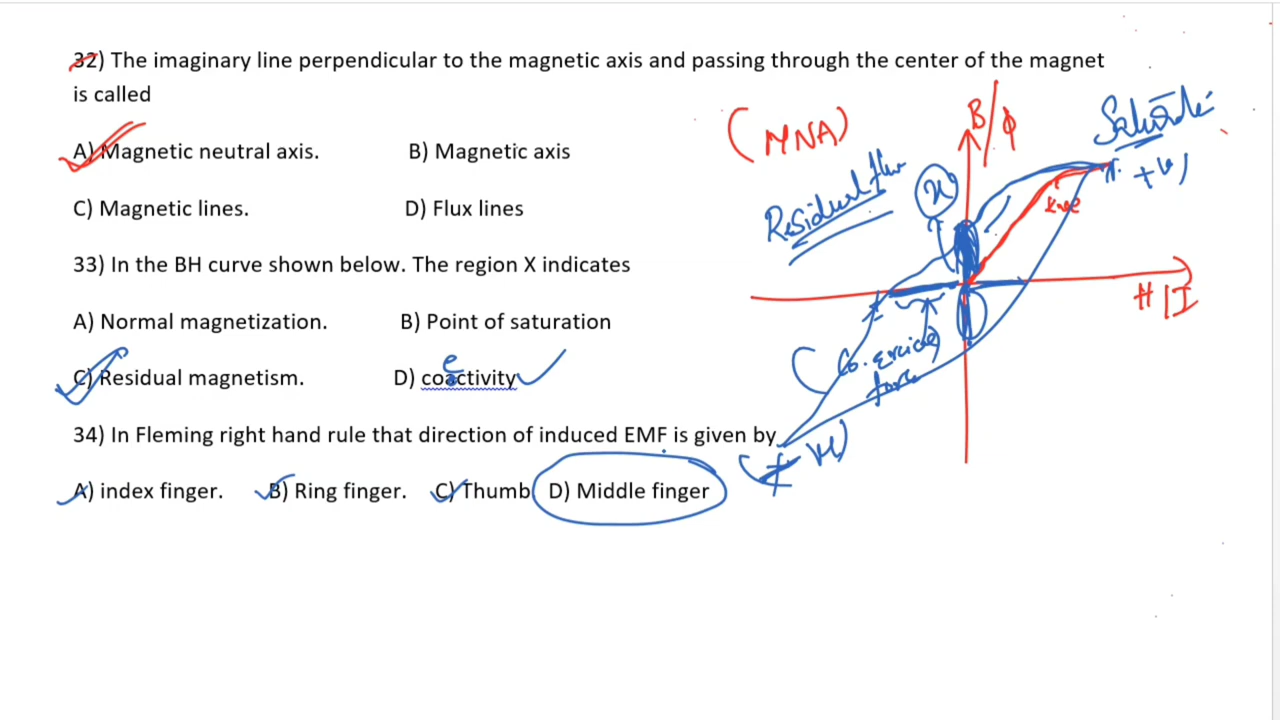 32) The imaginary line perpendicular to the magnetic axis and passing through the center of the magnet
is called
A) Magnetic neutral axis. B) Magnetic axis
C) Magnetic lines. D) Flux lines
33) In the BH curve shown below. The region X indicates
A) Normal magnetization. B) Point of saturation
C) Residual magnetism. D) coactivity
e
34) In Fleming right hand rule that direction of induced EMF is given by
A) index finger. B) Ring finger. C) Thumb D) Middle finger
(MNA)
B/ϕ
Residual flux
x
+ve
H/I
force